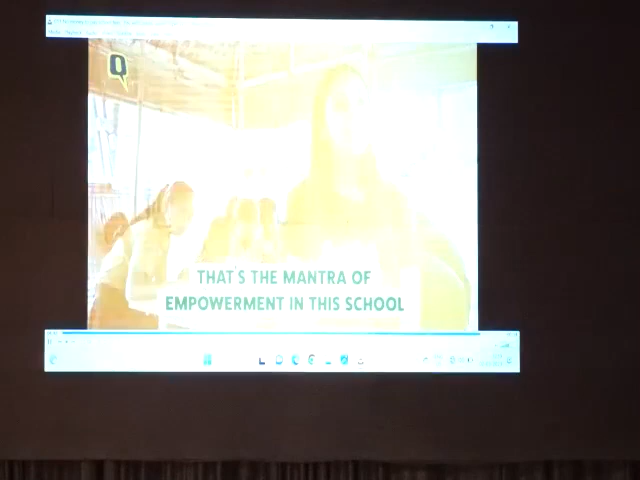 Q
THAT'S THE MANTRA OF
EMPOWERMENT IN THIS SCHOOL